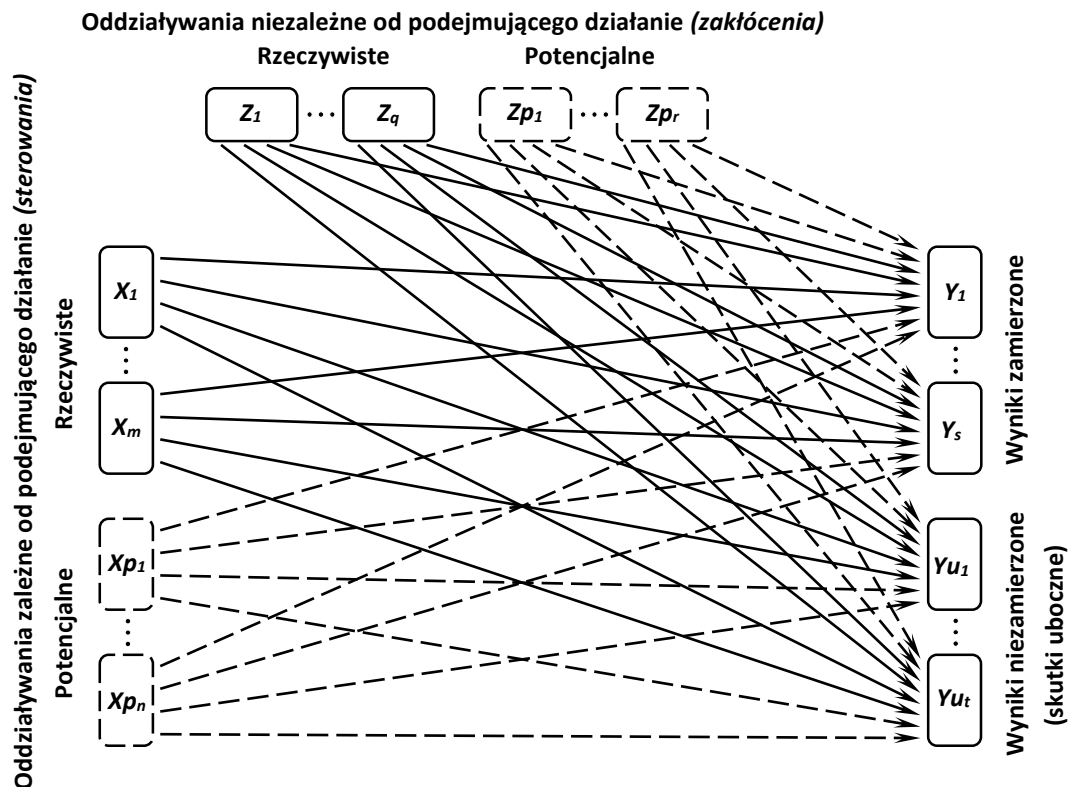 Oddziaływania niezależne od podejmującego działanie (zakłócenia)
Rzeczywiste
Potencjalne
Z1 ... Zq
Zp1 ... Zpr
Oddziaływania zależne od podejmującego działanie (sterowania)
Rzeczywiste
X1
...
Xm
Potencjalne
Xp1
...
Xpn
Y1
...
Ys
Wyniki zamierzone
Yu1
...
Yut
Wyniki niezamierzone
(skutki uboczne)